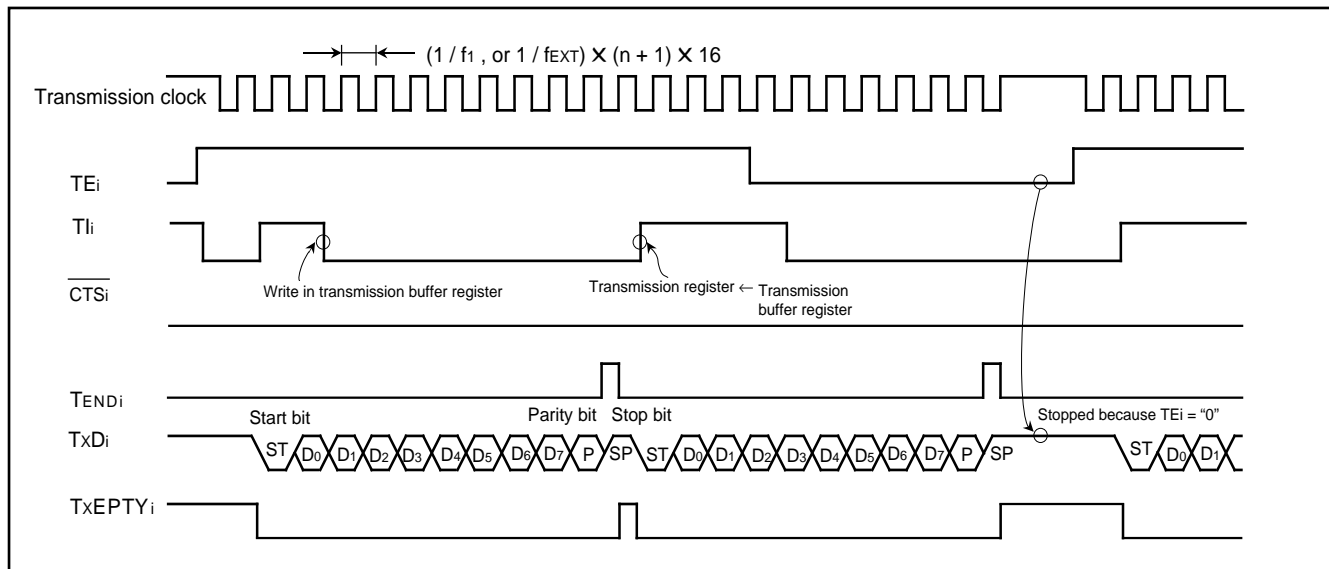 (1 / f1 , or 1 / fEXT) X (n + 1) X 16
Transmission clock
TEi
TIi
Write in transmission buffer register
Transmission register ← Transmission
buffer register
CTSi
TENDi
Start bit
Parity bit
Stop bit
Stopped because TEi = “0”
TXDi
ST D0 D1 D2 D3 D4 D5 D6 D7 P SP ST D0 D1 D2 D3 D4 D5 D6 D7 P SP ST D0 D1
TXEPTYi